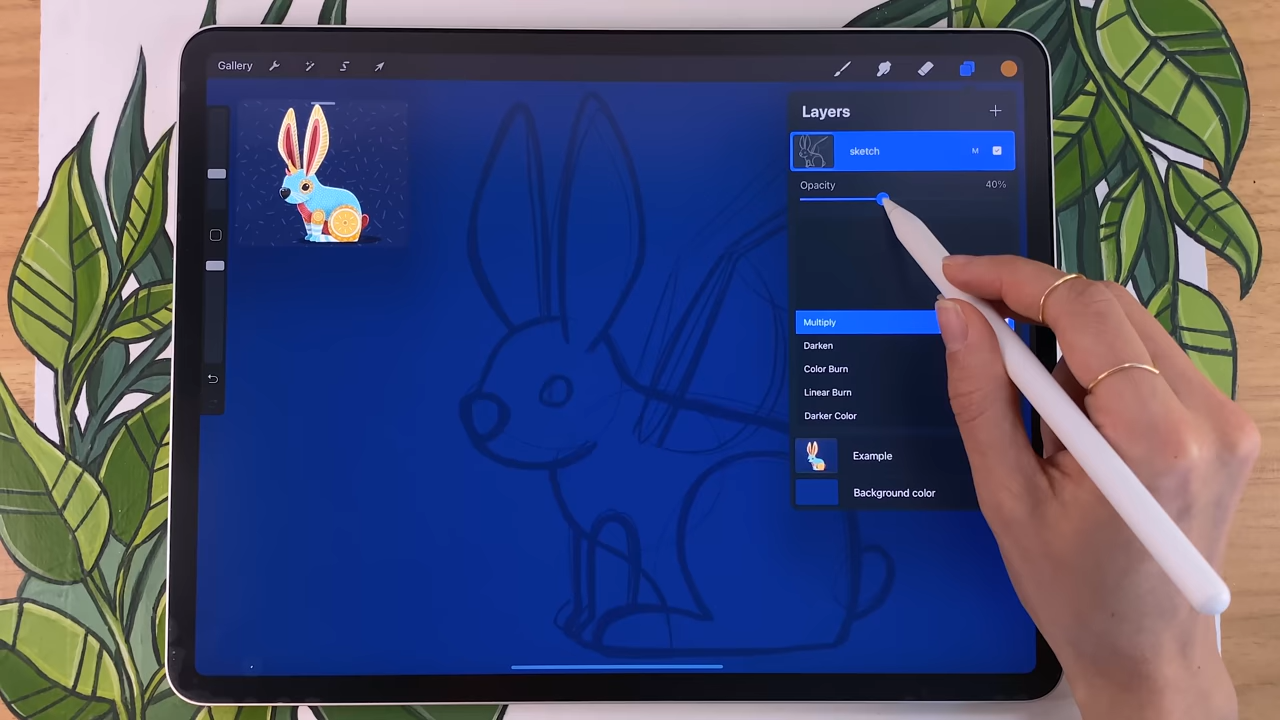 Gallery
Layers
sketch M
Opacity 40%
Multiply
Darken
Color Burn
Linear Burn
Darker Color
Example
Background color